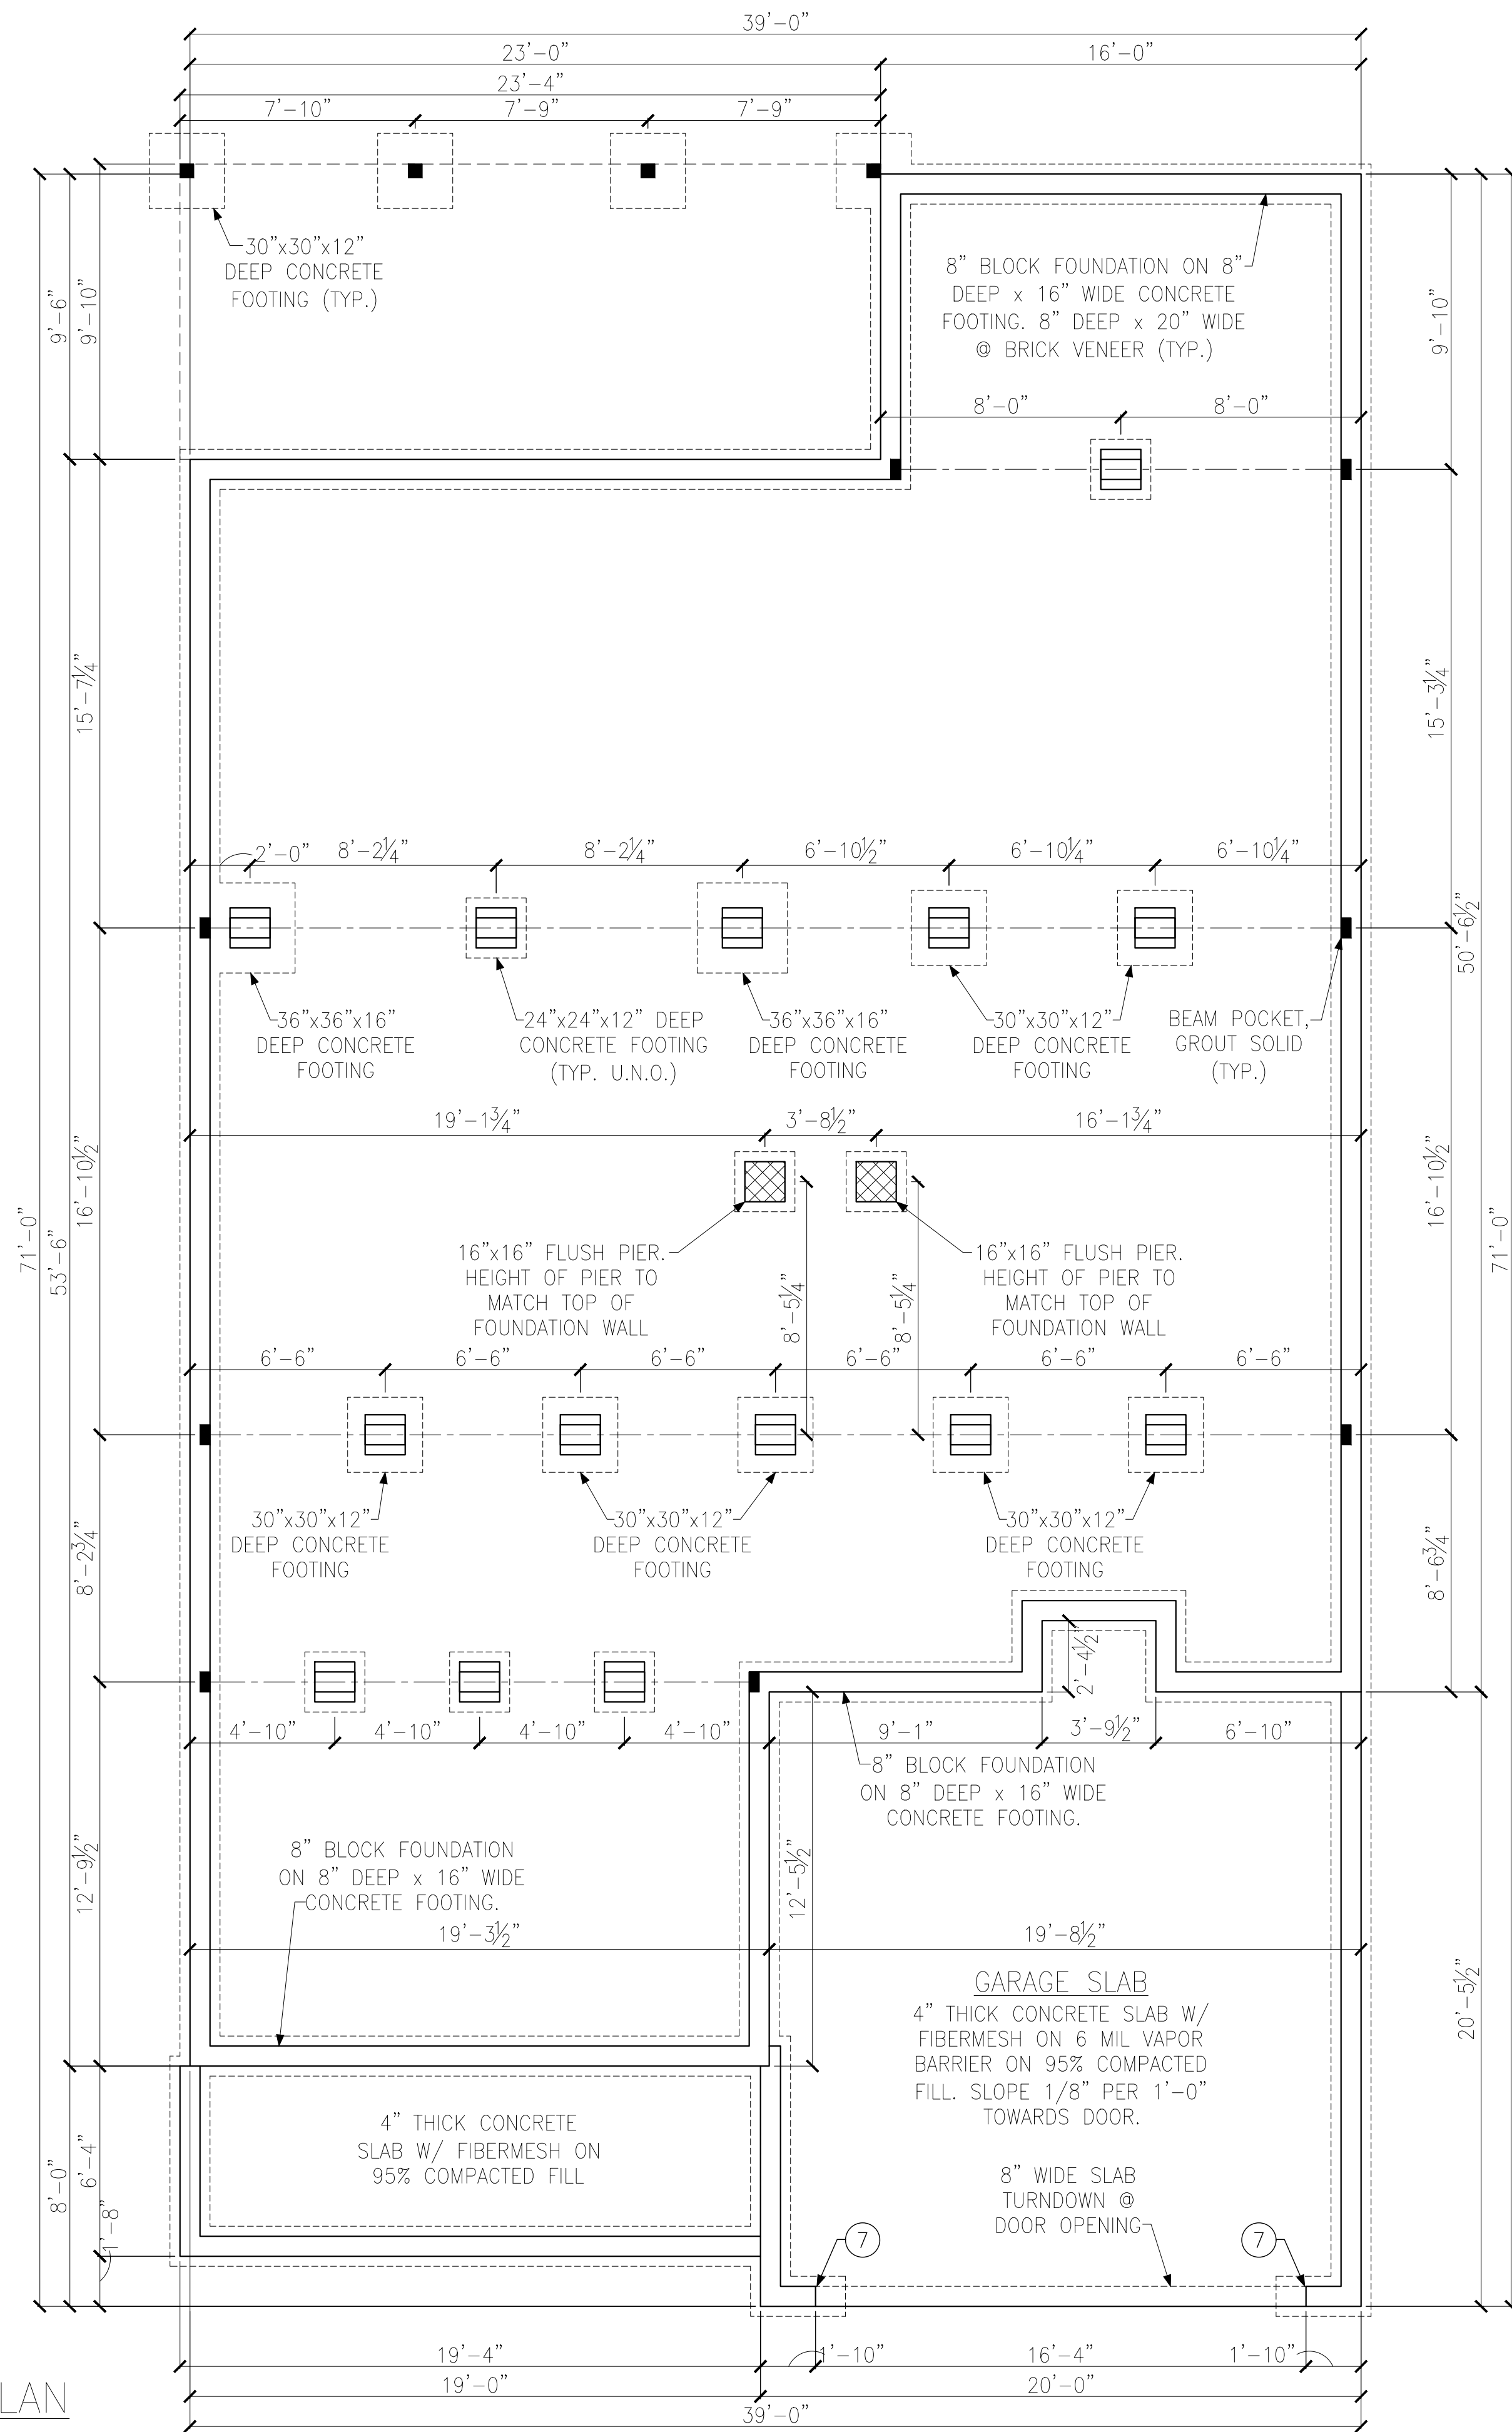 39'-0"
23'-0" 16'-0"
23'-4"
7'-10" 7'-9" 7'-9"
30"x30"x12"
DEEP CONCRETE
FOOTING (TYP.)
8" BLOCK FOUNDATION ON 8"
DEEP x 16" WIDE CONCRETE
FOOTING. 8" DEEP x 20" WIDE
@ BRICK VENEER (TYP.)
9'-6"
9'-10"
9'-10"
8'-0" 8'-0"
15'-7¼"
15'-3¼"
2'-0" 8'-2¼" 8'-2¼" 6'-10½" 6'-10¼" 6'-10¼"
50'-6½"
36"x36"x16"
DEEP CONCRETE
FOOTING
24"x24"x12" DEEP
CONCRETE FOOTING
(TYP. U.N.O.)
36"x36"x16"
DEEP CONCRETE
FOOTING
30"x30"x12"
DEEP CONCRETE
FOOTING
BEAM POCKET,
GROUT SOLID
(TYP.)
19'-1¾" 3'-8½" 16'-1¾"
71'-0"
53'-6"
16'-10½"
16'-10½"
71'-0"
16"x16" FLUSH PIER.
HEIGHT OF PIER TO
MATCH TOP OF
FOUNDATION WALL
8'-5¼"
8'-5¼"
16"x16" FLUSH PIER.
HEIGHT OF PIER TO
MATCH TOP OF
FOUNDATION WALL
6'-6" 6'-6" 6'-6" 6'-6" 6'-6" 6'-6"
30"x30"x12"
DEEP CONCRETE
FOOTING
30"x30"x12"
DEEP CONCRETE
FOOTING
30"x30"x12"
DEEP CONCRETE
FOOTING
8'-2¾"
8'-6¾"
2'-4½"
4'-10" 4'-10" 4'-10" 4'-10" 9'-1" 3'-9½" 6'-10"
8" BLOCK FOUNDATION
ON 8" DEEP x 16" WIDE
CONCRETE FOOTING.
8" BLOCK FOUNDATION
ON 8" DEEP x 16" WIDE
CONCRETE FOOTING.
12'-9½"
12'-5½"
19'-3½" 19'-8½"
20'-5½"
GARAGE SLAB
4" THICK CONCRETE SLAB W/
FIBERMESH ON 6 MIL VAPOR
BARRIER ON 95% COMPACTED
FILL. SLOPE 1/8" PER 1'-0"
TOWARDS DOOR.
4" THICK CONCRETE
SLAB W/ FIBERMESH ON
95% COMPACTED FILL
8" WIDE SLAB
TURNDOWN @
DOOR OPENING
8'-0"
6'-4"
1'-8"
7 7
19'-4" 1'-10" 16'-4" 1'-10"
19'-0" 20'-0"
39'-0"
LAN